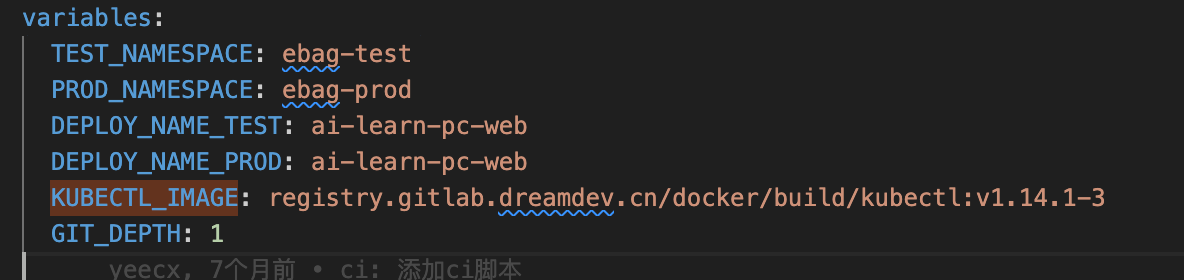 variables:
TEST_NAMESPACE: ebag-test
PROD_NAMESPACE: ebag-prod
DEPLOY_NAME_TEST: ai-learn-pc-web
DEPLOY_NAME_PROD: ai-learn-pc-web
KUBECTL_IMAGE: registry.gitlab.dreamdev.cn/docker/build/kubectl:v1.14.1-3
GIT_DEPTH: 1
yeecx, 7个月前 • ci: 添加ci脚本